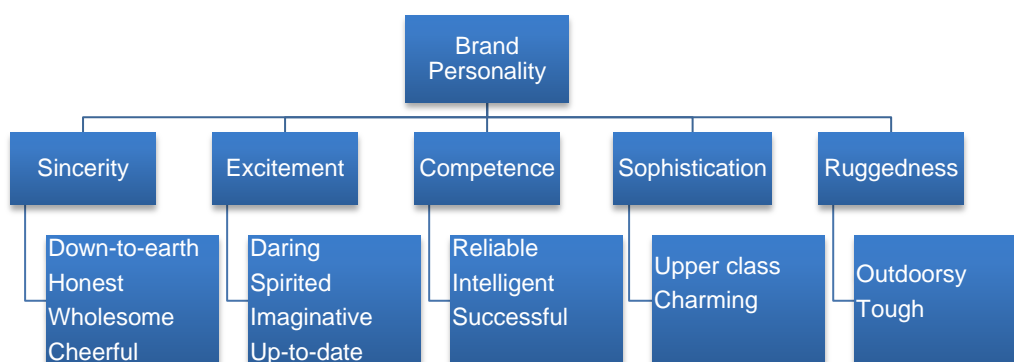 Brand
Personality
Sincerity
Excitement
Competence
Sophistication
Ruggedness
Down-to-earth
Honest
Wholesome
Cheerful
Daring
Spirited
Imaginative
Up-to-date
Reliable
Intelligent
Successful
Upper class
Charming
Outdoorsy
Tough